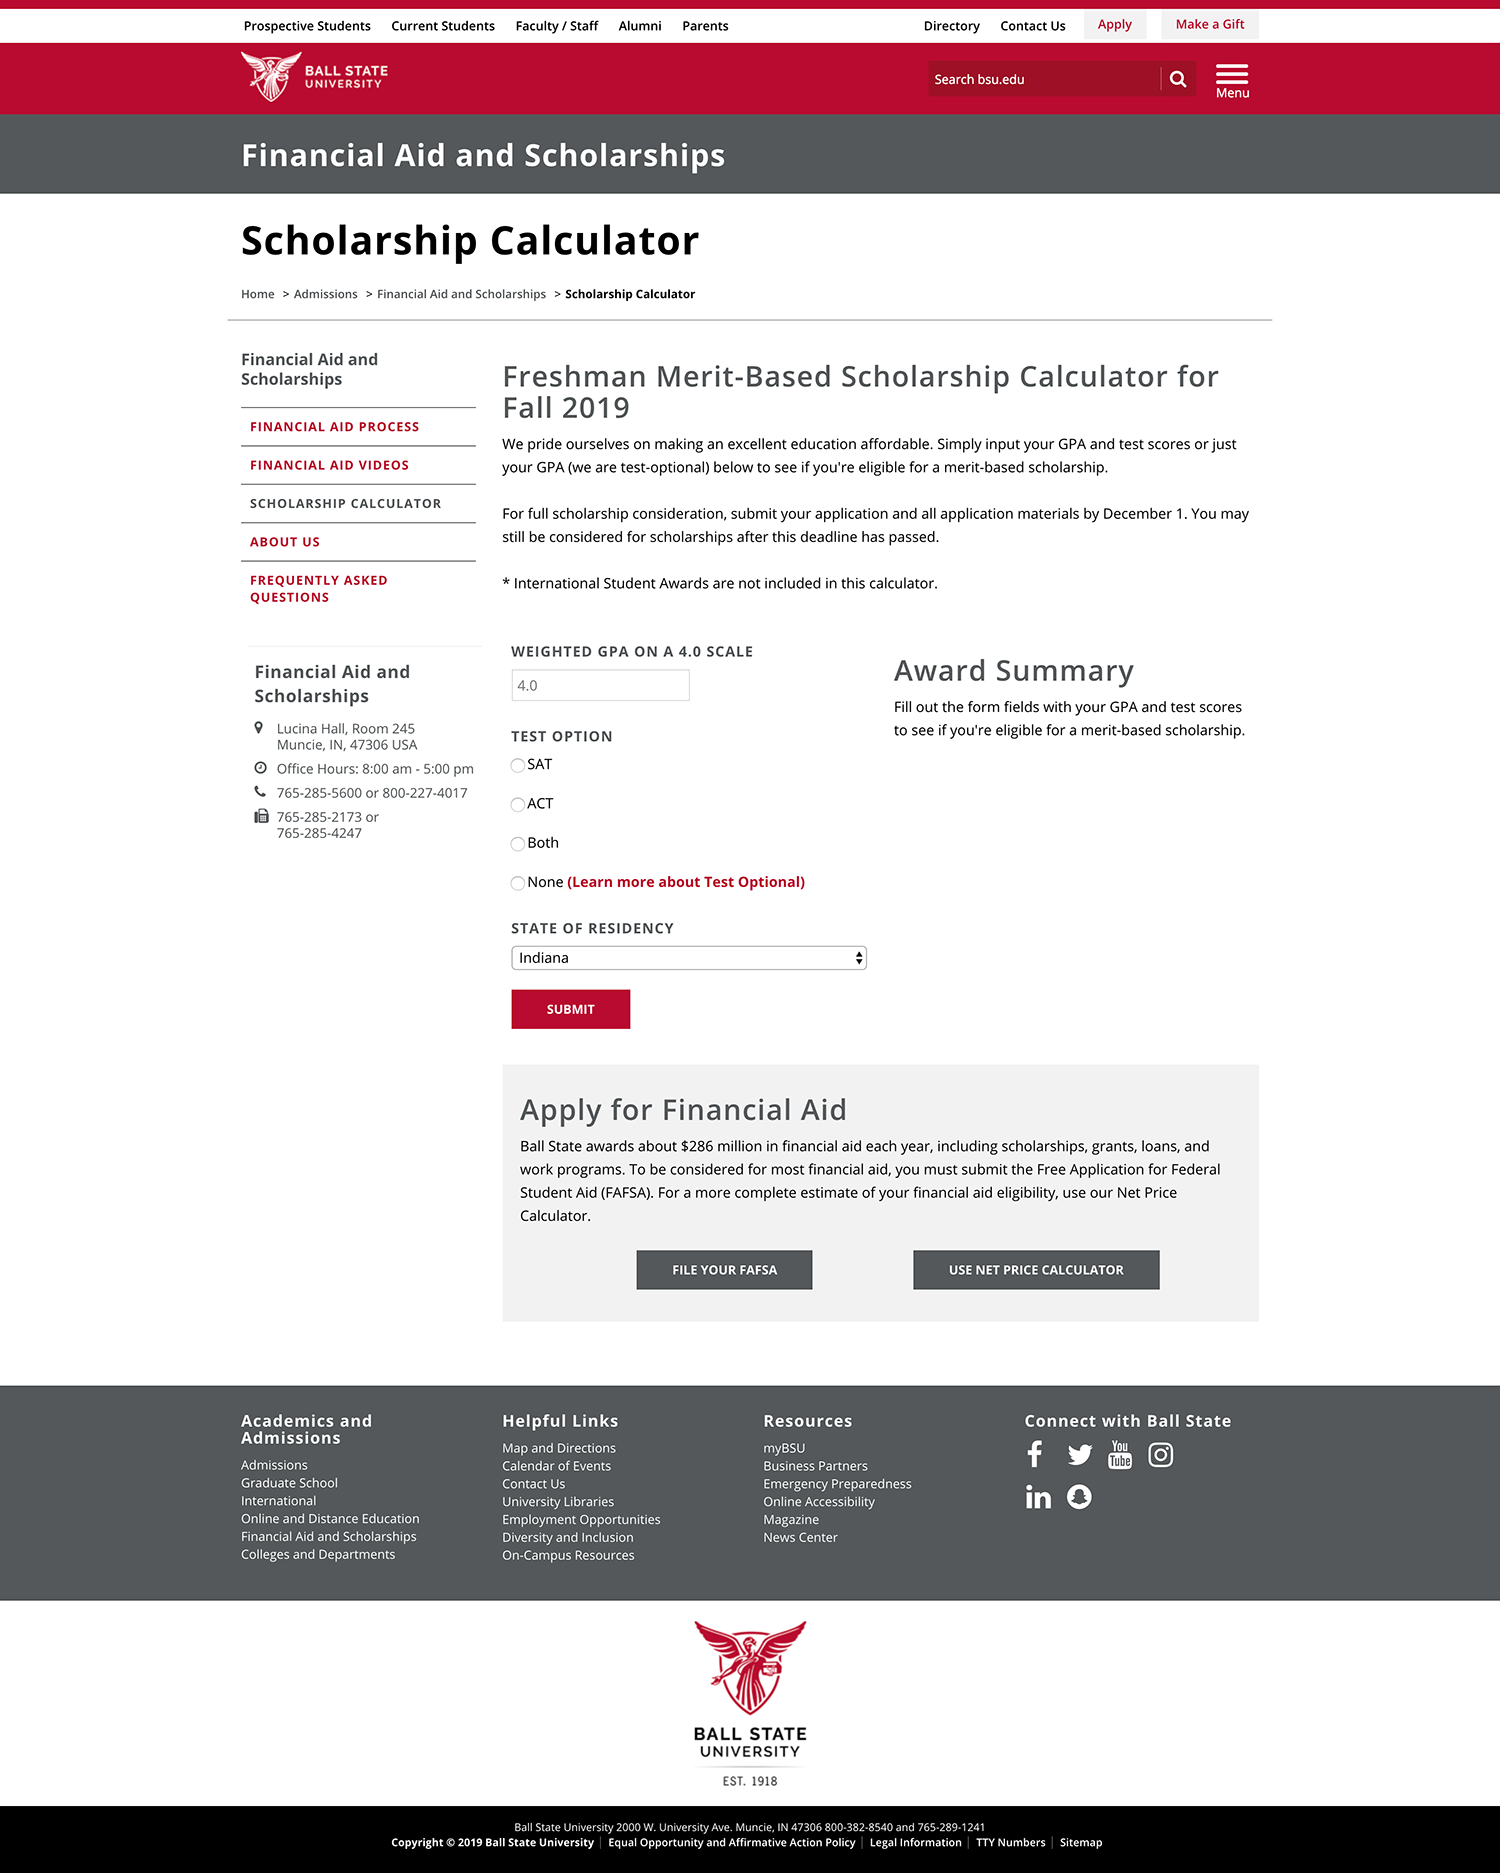 Prospective Students Current Students Faculty / Staff Alumni Parents Directory Contact Us Apply Make a Gift
BALL STATE
UNIVERSITY
Search bsu.edu
Menu
Financial Aid and Scholarships
Scholarship Calculator
Home > Admissions > Financial Aid and Scholarships > Scholarship Calculator
Financial Aid and
Scholarships
FINANCIAL AID PROCESS
FINANCIAL AID VIDEOS
SCHOLARSHIP CALCULATOR
ABOUT US
FREQUENTLY ASKED
QUESTIONS
Financial Aid and
Scholarships
Lucina Hall, Room 245
Muncie, IN, 47306 USA
Office Hours: 8:00 am - 5:00 pm
765-285-5600 or 800-227-4017
765-285-2173 or
765-285-4247
Freshman Merit-Based Scholarship Calculator for
Fall 2019
We pride ourselves on making an excellent education affordable. Simply input your GPA and test scores or just
your GPA (we are test-optional) below to see if you're eligible for a merit-based scholarship.
For full scholarship consideration, submit your application and all application materials by December 1. You may
still be considered for scholarships after this deadline has passed.
* International Student Awards are not included in this calculator.
WEIGHTED GPA ON A 4.0 SCALE
4.0
TEST OPTION
SAT
ACT
Both
None (Learn more about Test Optional)
STATE OF RESIDENCY
Indiana
SUBMIT
Award Summary
Fill out the form fields with your GPA and test scores
to see if you're eligible for a merit-based scholarship.
Apply for Financial Aid
Ball State awards about $286 million in financial aid each year, including scholarships, grants, loans, and
work programs. To be considered for most financial aid, you must submit the Free Application for Federal
Student Aid (FAFSA). For a more complete estimate of your financial aid eligibility, use our Net Price
Calculator.
FILE YOUR FAFSA
USE NET PRICE CALCULATOR
Academics and
Admissions
Admissions
Graduate School
International
Online and Distance Education
Financial Aid and Scholarships
Colleges and Departments
Helpful Links
Map and Directions
Calendar of Events
Contact Us
University Libraries
Employment Opportunities
Diversity and Inclusion
On-Campus Resources
Resources
myBSU
Business Partners
Emergency Preparedness
Online Accessibility
Magazine
News Center
Connect with Ball State
You
Tube
in
BALL STATE
UNIVERSITY
EST. 1918
Ball State University 2000 W. University Ave. Muncie, IN 47306 800-382-8540 and 765-289-1241
Copyright © 2019 Ball State University | Equal Opportunity and Affirmative Action Policy | Legal Information | TTY Numbers | Sitemap